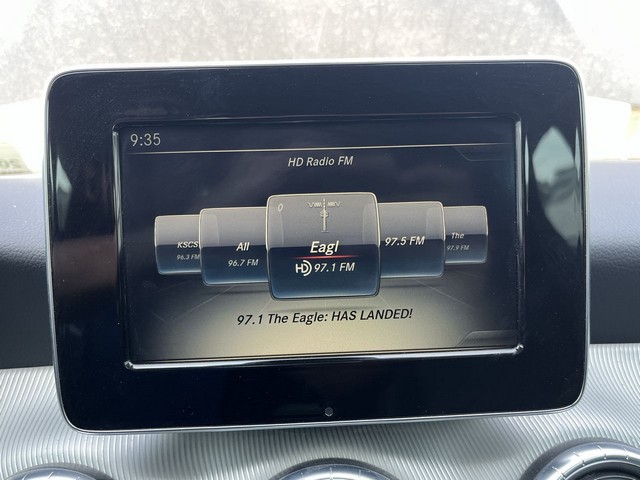 9:35
HD Radio FM
0
KSCS
96.3 FM
All
96.7 FM
Eagl
HD 97.1 FM
97.5 FM
The
97.9 FM
97.1 The Eagle: HAS LANDED!